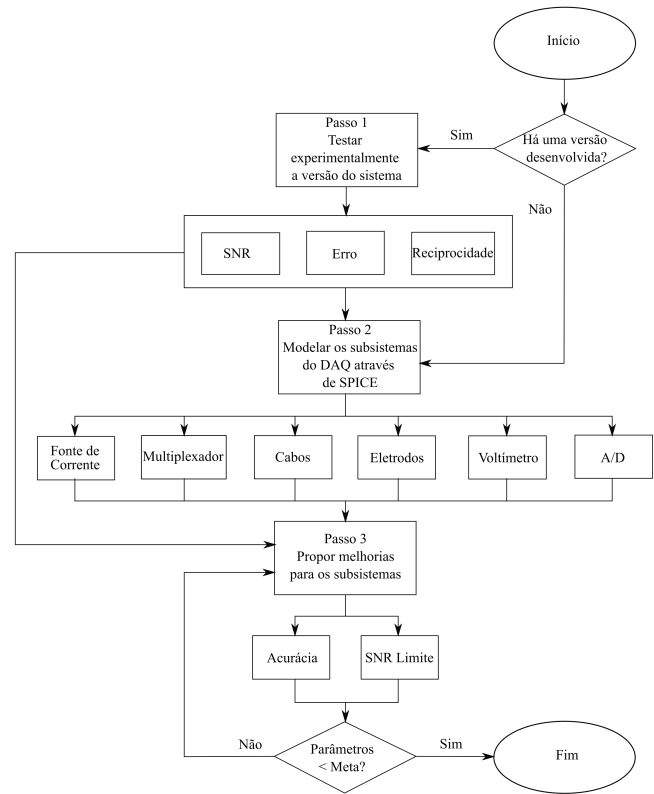 Início
Há uma versão
desenvolvida?
Sim
Não
Passo 1
Testar
experimentalmente
a versão do sistema
SNR
Erro
Reciprocidade
Passo 2
Modelar os subsistemas
do DAQ através
de SPICE
Fonte de
Corrente
Multiplexador
Cabos
Eletrodos
Voltímetro
A/D
Passo 3
Propor melhorias
para os subsistemas
Acurácia
SNR Limite
Parâmetros
< Meta?
Não
Sim
Fim